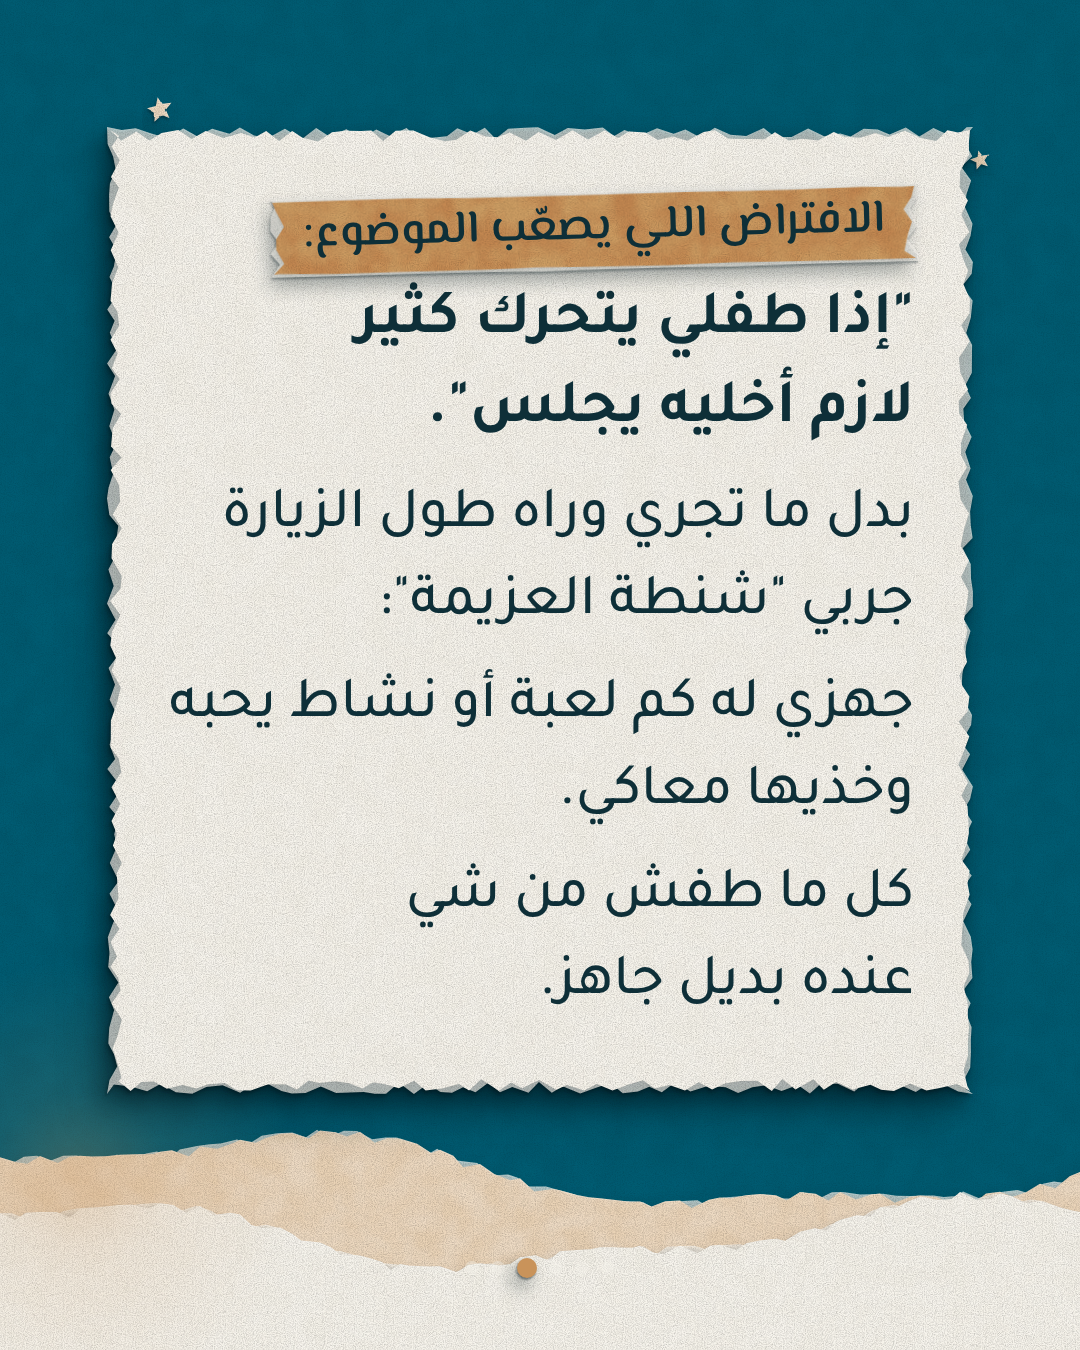 الافتراض اللي يصعّب الموضوع:
"إذا طفلي يتحرك كثير
لازم أخليه يجلس".
بدل ما تجري وراه طول الزيارة
جربي "شنطة العزيمة":
جهزي له كم لعبة أو نشاط يحبه
وخذيها معاكي.
كل ما طفش من شي
عنده بديل جاهز.